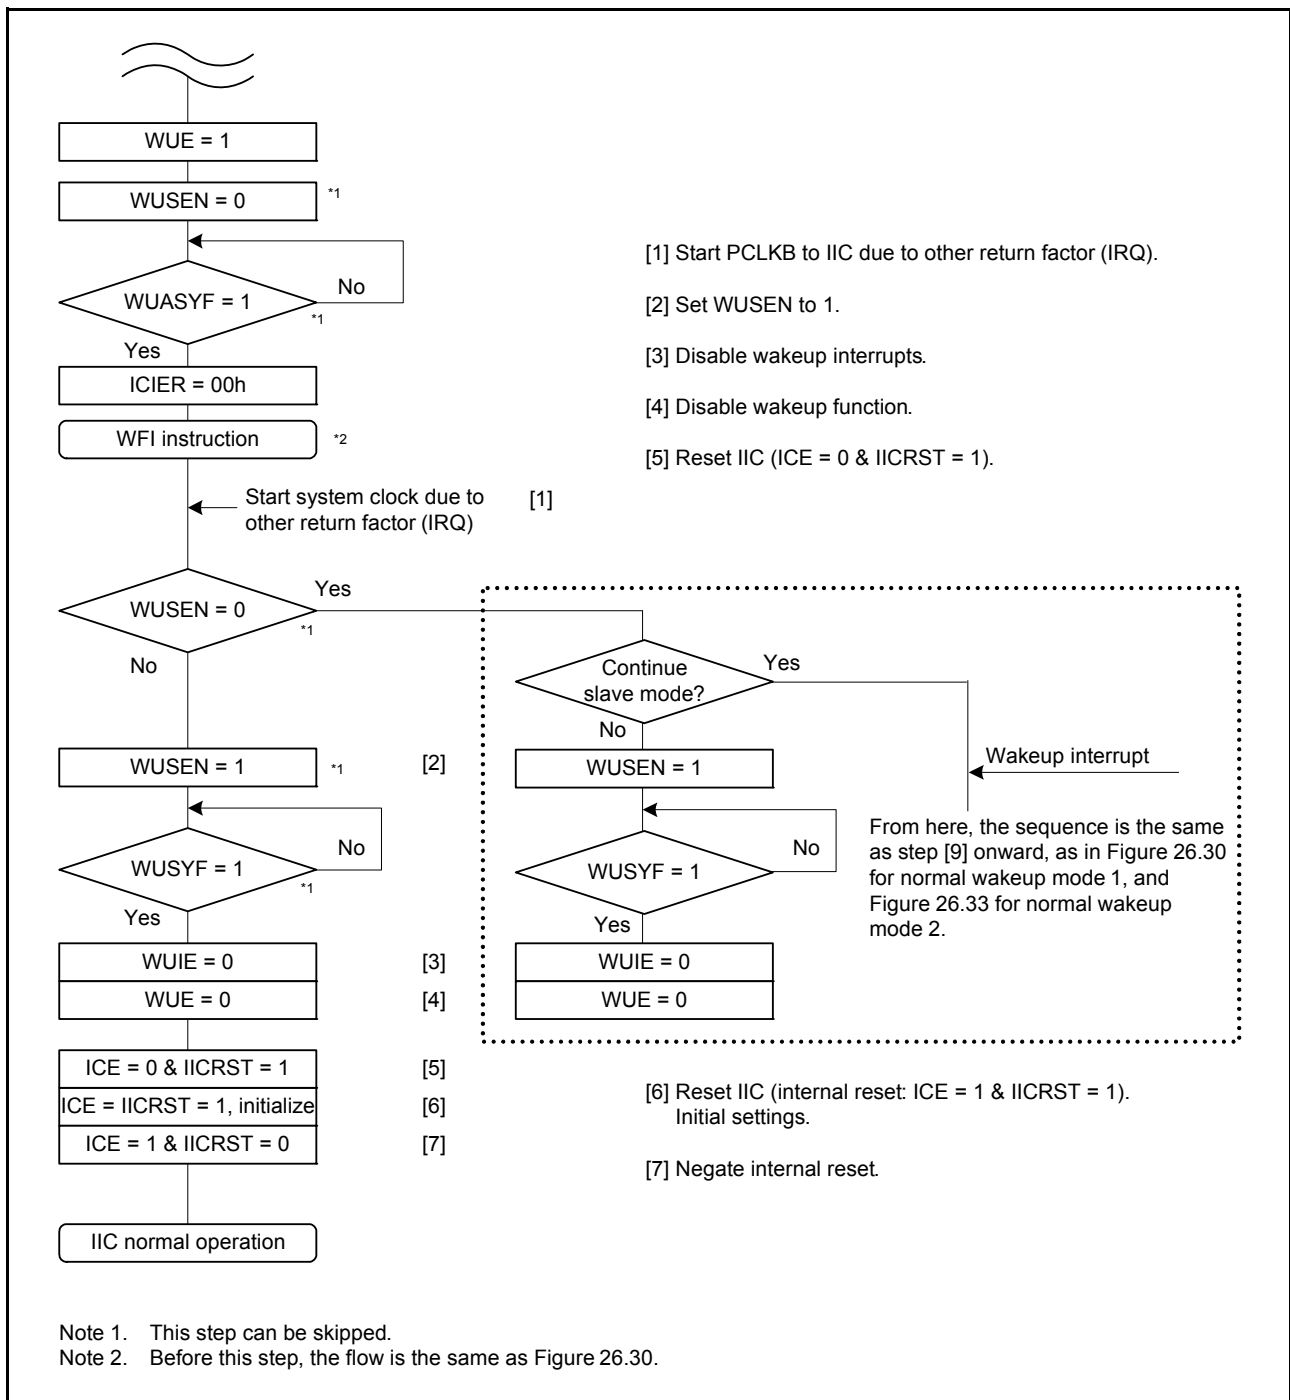 WUE = 1
WUSEN = 0 *1
WUASYF = 1 *1
No
Yes
ICIER = 00h
WFI instruction *2
Start system clock due to [1]
other return factor (IRQ)
[1] Start PCLKB to IIC due to other return factor (IRQ).
[2] Set WUSEN to 1.
[3] Disable wakeup interrupts.
[4] Disable wakeup function.
[5] Reset IIC (ICE = 0 & IICRST = 1).
WUSEN = 0 *1
Yes
No
WUSEN = 1 *1 [2]
WUSYF = 1 *1
No
Yes
WUIE = 0 [3]
WUE = 0 [4]
Continue
slave mode?
Yes
No
WUSEN = 1
WUSYF = 1
No
Yes
WUIE = 0
WUE = 0
Wakeup interrupt
From here, the sequence is the same
as step [9] onward, as in Figure 26.30
for normal wakeup mode 1, and
Figure 26.33 for normal wakeup
mode 2.
ICE = 0 & IICRST = 1 [5]
ICE = IICRST = 1, initialize [6]
ICE = 1 & IICRST = 0 [7]
[6] Reset IIC (internal reset: ICE = 1 & IICRST = 1).
Initial settings.
[7] Negate internal reset.
IIC normal operation
Note 1. This step can be skipped.
Note 2. Before this step, the flow is the same as Figure 26.30.